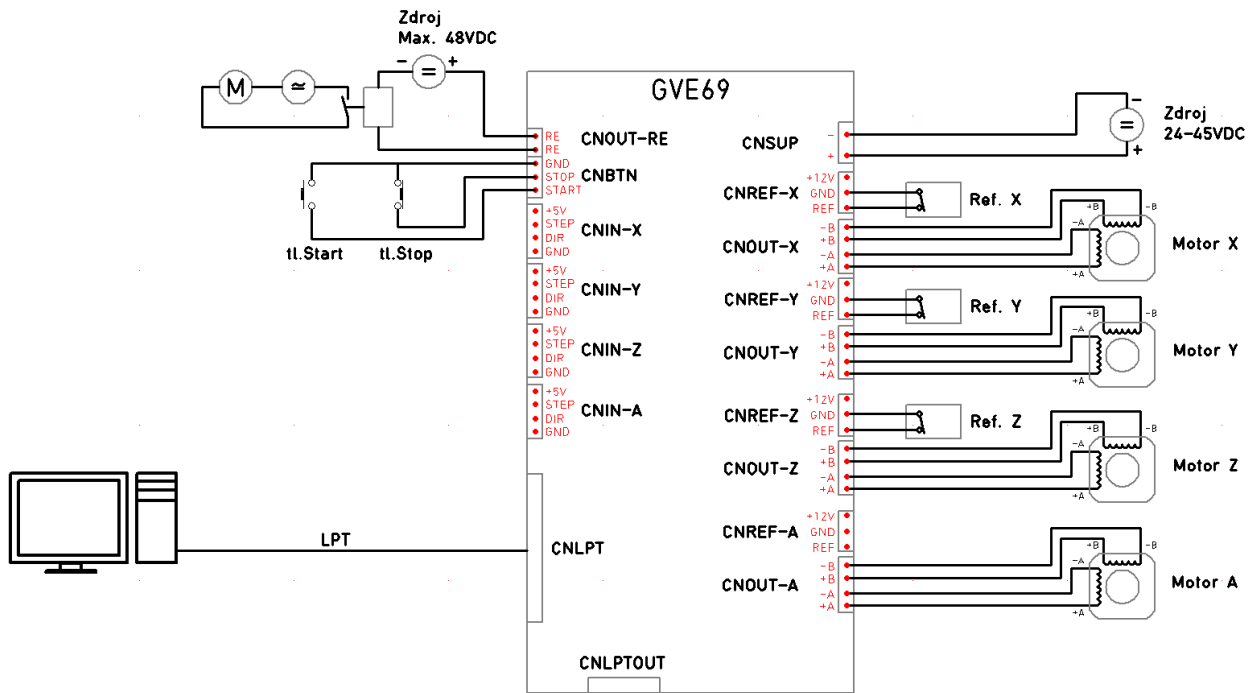 Zdroj
Max. 48VDC
- +
=
M
≃
GVE69
RE
RE
CNOUT-RE
GND
STOP
START
CNBTN
tl.Start
tl.Stop
+5V
STEP
DIR
GND
CNIN-X
+5V
STEP
DIR
GND
CNIN-Y
+5V
STEP
DIR
GND
CNIN-Z
+5V
STEP
DIR
GND
CNIN-A
LPT
CNLPT
CNLPTOUT
CNSUP
-
+
-
=
+
Zdroj
24-45VDC
CNREF-X
+12V
GND
REF
Ref. X
CNOUT-X
-B
+B
-A
+A
+B
-B
-A
+A
Motor X
CNREF-Y
+12V
GND
REF
Ref. Y
CNOUT-Y
-B
+B
-A
+A
+B
-B
-A
+A
Motor Y
CNREF-Z
+12V
GND
REF
Ref. Z
CNOUT-Z
-B
+B
-A
+A
+B
-B
-A
+A
Motor Z
CNREF-A
+12V
GND
REF
CNOUT-A
-B
+B
-A
+A
+B
-B
-A
+A
Motor A